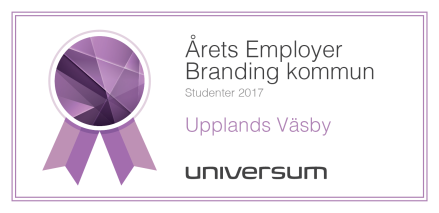 Årets Employer
Branding kommun
Studenter 2017
Upplands Väsby
universum